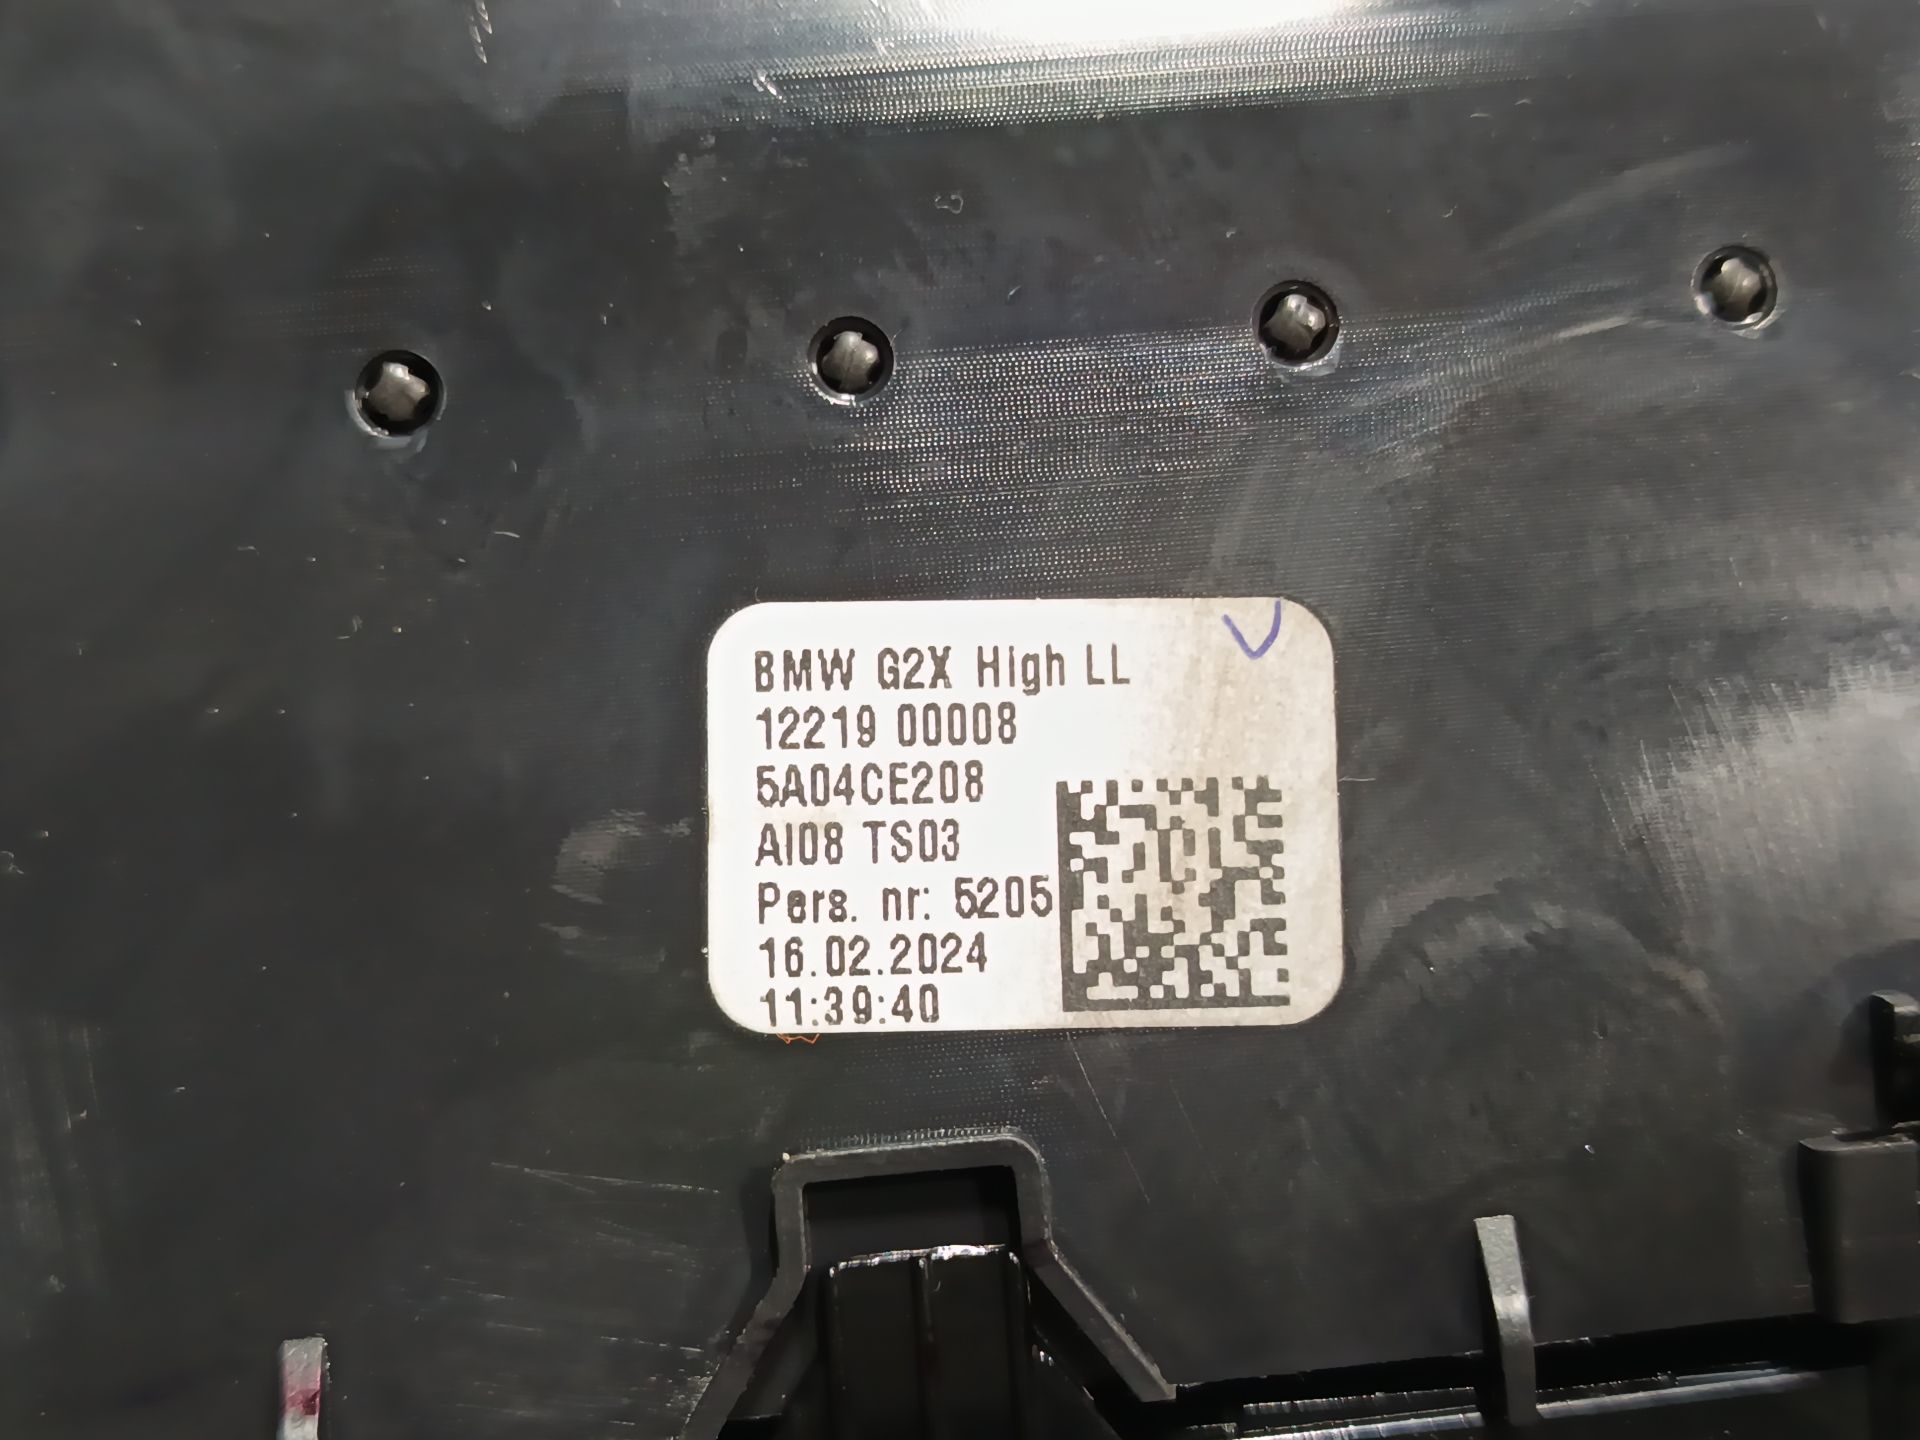 BMW G2X High LL
12219 00008
5A04CE208
AI08 TS03
Pers. nr: 5205
16.02.2024
11:39:40